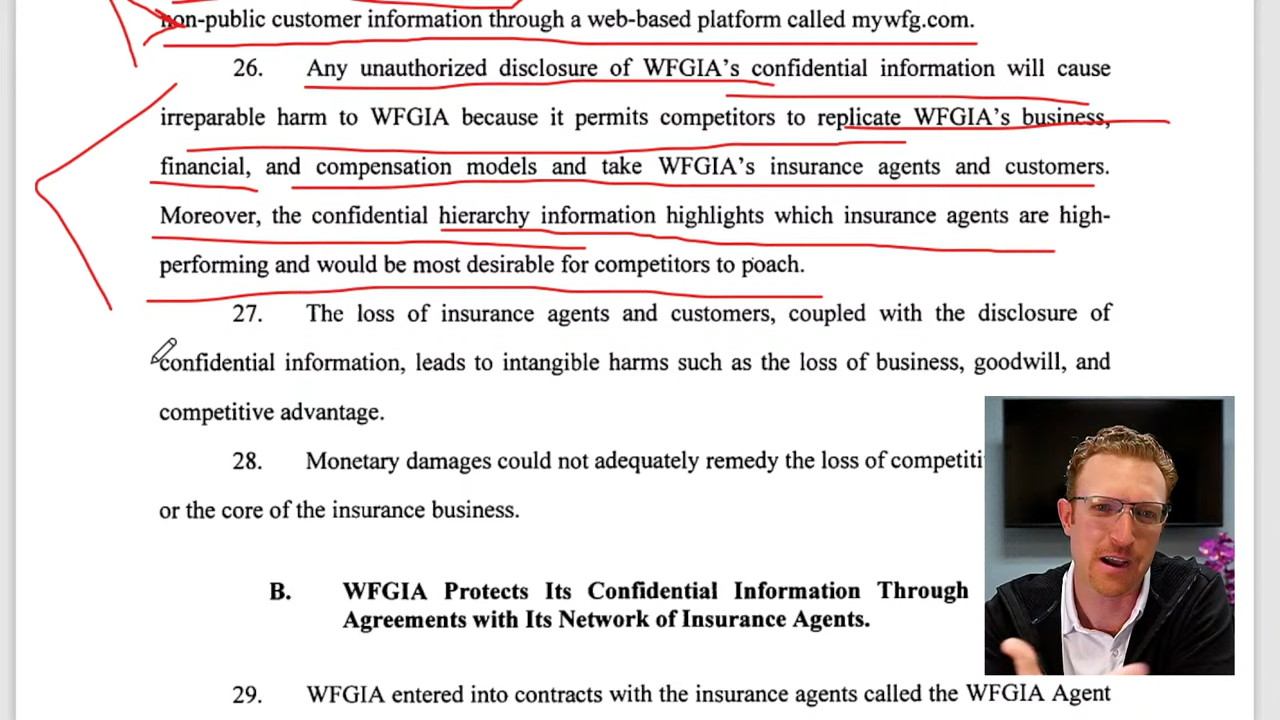 non-public customer information through a web-based platform called mywfg.com.
26. Any unauthorized disclosure of WFGIA's confidential information will cause
irreparable harm to WFGIA because it permits competitors to replicate WFGIA's business,
financial, and compensation models and take WFGIA's insurance agents and customers.
Moreover, the confidential hierarchy information highlights which insurance agents are high-
performing and would be most desirable for competitors to poach.
27. The loss of insurance agents and customers, coupled with the disclosure of
confidential information, leads to intangible harms such as the loss of business, goodwill, and
competitive advantage.
28. Monetary damages could not adequately remedy the loss of competiti
or the core of the insurance business.
B. WFGIA Protects Its Confidential Information Through
Agreements with Its Network of Insurance Agents.
29. WFGIA entered into contracts with the insurance agents called the WFGIA Agent